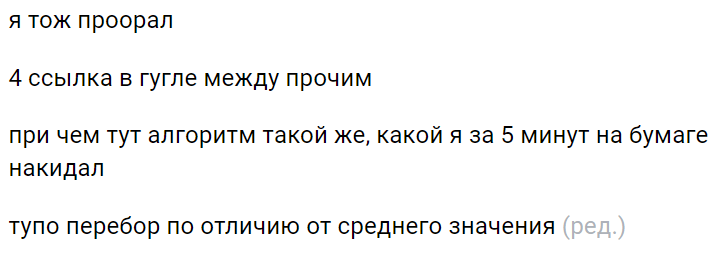 я тож проорал
4 ссылка в гугле между прочим
при чем тут алгоритм такой же, какой я за 5 минут на бумаге
накидал
тупо перебор по отличию от среднего значения (ред.)